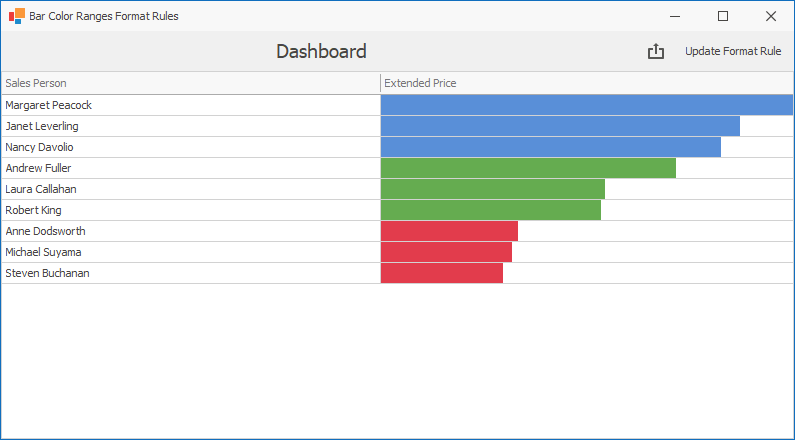 Bar Color Ranges Format Rules
Dashboard
Update Format Rule
Sales Person
Extended Price
Margaret Peacock
Janet Leverling
Nancy Davolio
Andrew Fuller
Laura Callahan
Robert King
Anne Dodsworth
Michael Suyama
Steven Buchanan